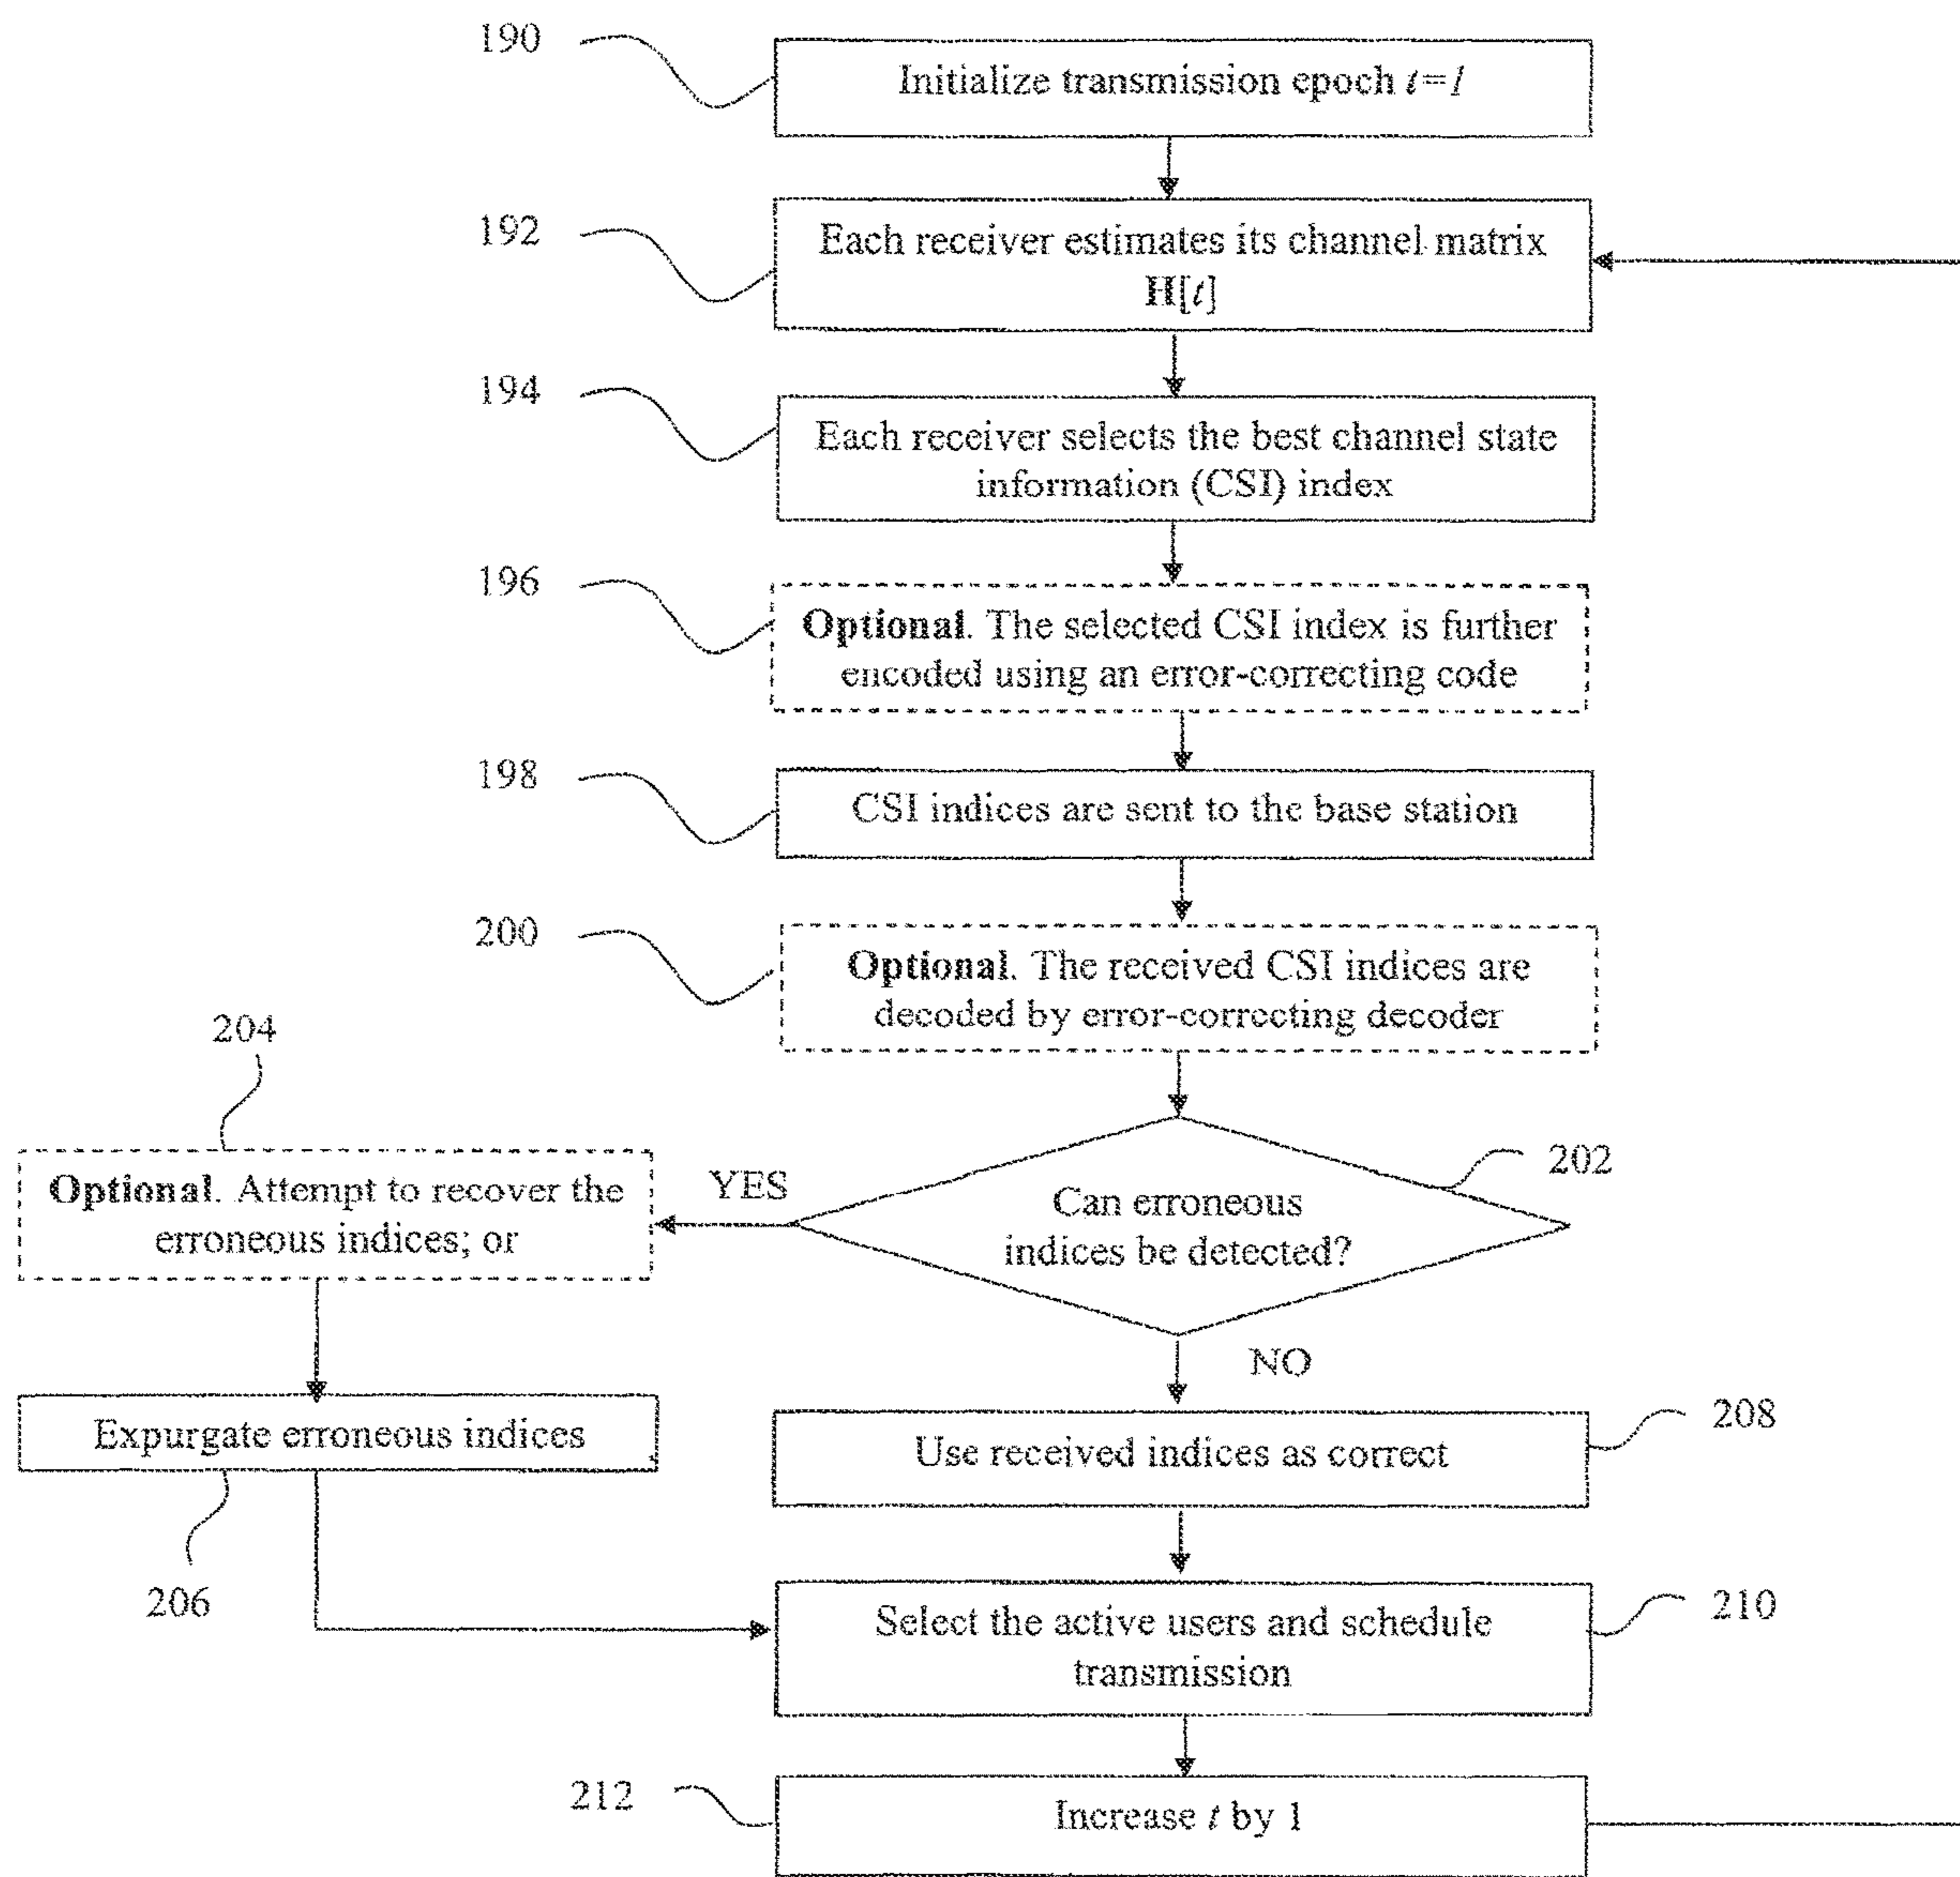 190
Initialize transmission epoch t=1
192
Each receiver estimates its channel matrix
H[t]
194
Each receiver selects the best channel state
information (CSI) index
196
Optional. The selected CSI index is further
encoded using an error-correcting code
198
CSI indices are sent to the base station
200
Optional. The received CSI indices are
decoded by error-correcting decoder
204
202
Optional. Attempt to recover the
erroneous indices; or
YES
Can erroneous
indices be detected?
NO
Expurgate erroneous indices
206
208
Use received indices as correct
210
Select the active users and schedule
transmission
212
Increase t by 1